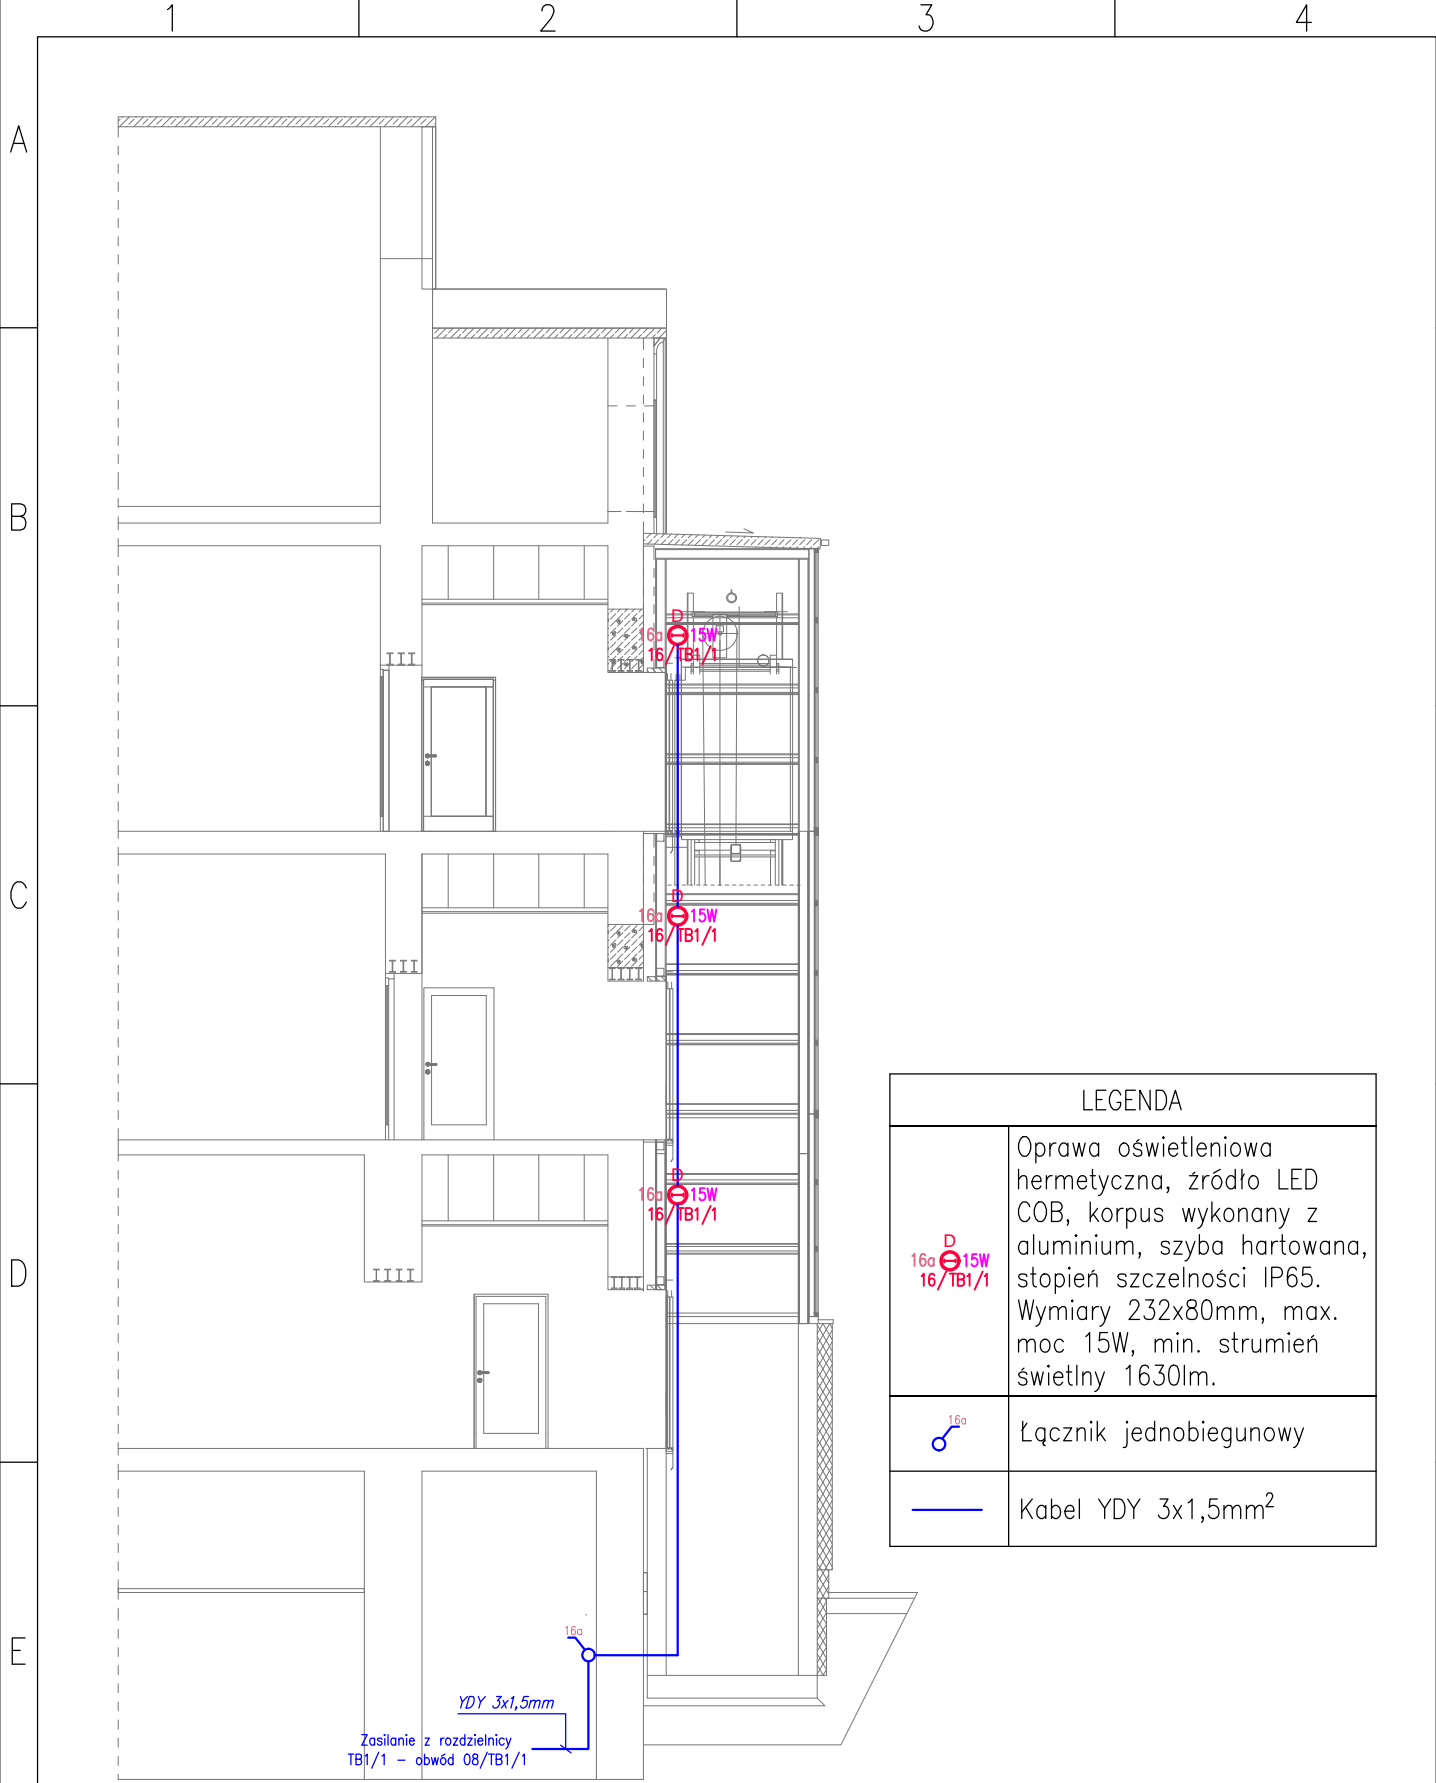 1 2 3 4
A
B
C
D
E
D
16a 15W
16/TB1/1
D
16a 15W
16/TB1/1
D
16a 15W
16/TB1/1
LEGENDA
D
16a 15W
16/TB1/1
Oprawa oświetleniowa
hermetyczna, źródło LED
COB, korpus wykonany z
aluminium, szyba hartowana,
stopień szczelności IP65.
Wymiary 232x80mm, max.
moc 15W, min. strumień
świetlny 1630lm.
16a
Łącznik jednobiegunowy
Kabel YDY 3x1,5mm²
16a
YDY 3x1,5mm
Zasilanie z rozdzielnicy
TB1/1 – obwód 08/TB1/1